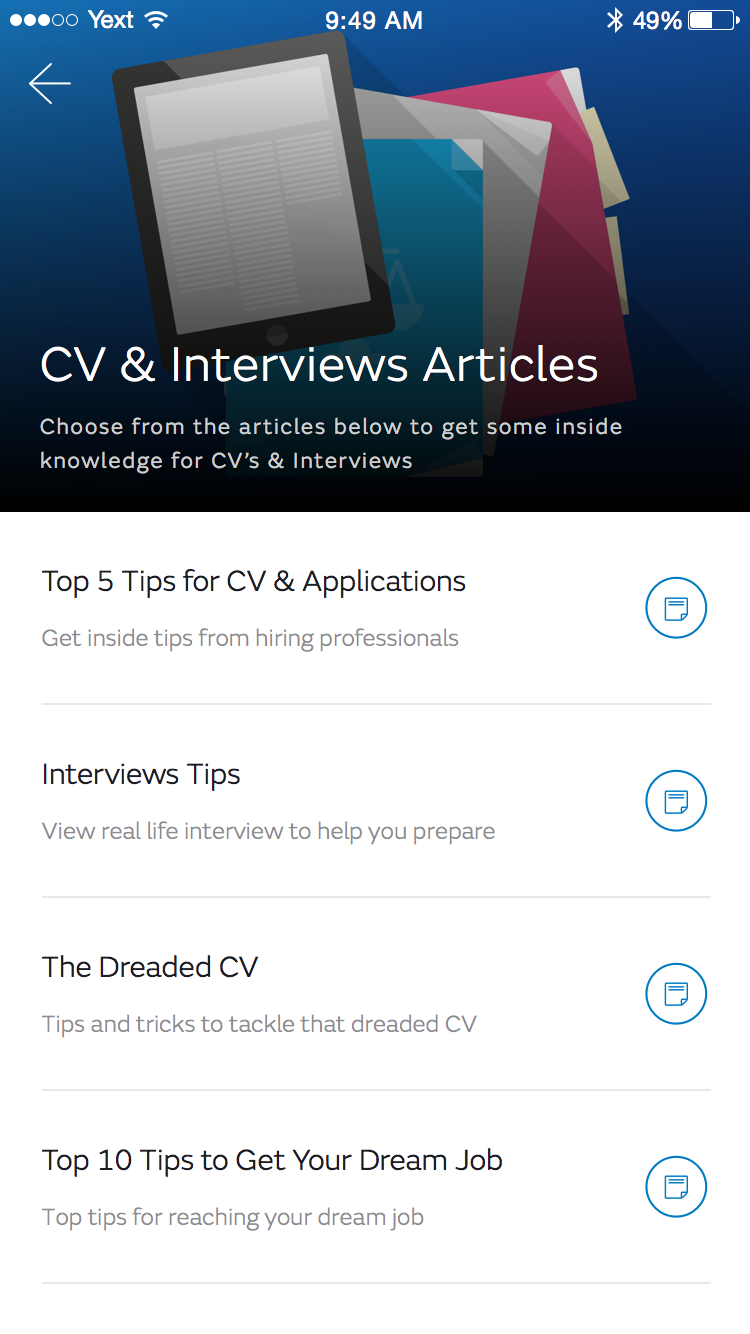 Yext 9:49 AM 49%
CV & Interviews Articles
Choose from the articles below to get some inside
knowledge for CV’s & Interviews
Top 5 Tips for CV & Applications
Get inside tips from hiring professionals
Interviews Tips
View real life interview to help you prepare
The Dreaded CV
Tips and tricks to tackle that dreaded CV
Top 10 Tips to Get Your Dream Job
Top tips for reaching your dream job